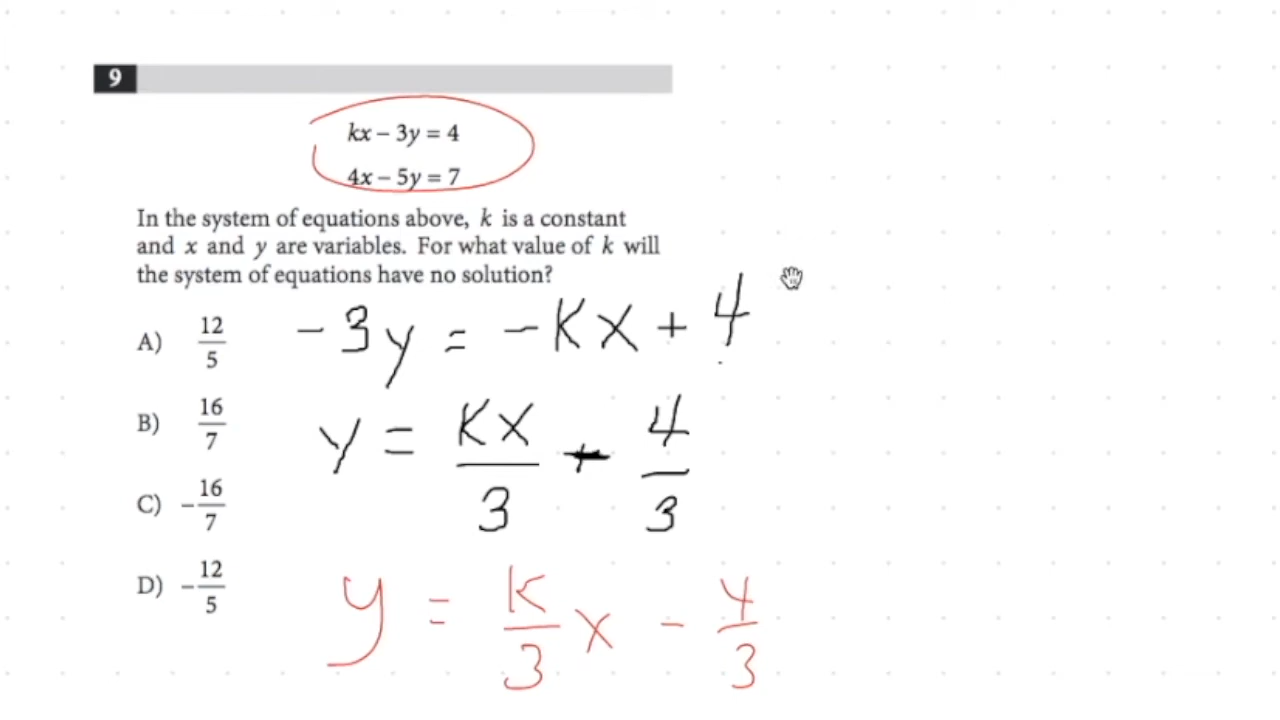 9
kx – 3y = 4
4x – 5y = 7
In the system of equations above, k is a constant
and x and y are variables. For what value of k will
the system of equations have no solution?
A) 12/5
B) 16/7
C) –16/7
D) –12/5
- 3y = - Kx + 4
y = Kx/3 - 4/3
y = k/3 x - 4/3